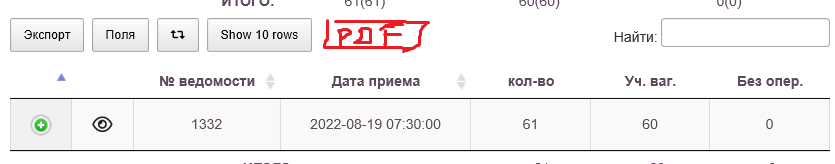 ИТОГО: 61(61) 60(60) 0(0)
Экспорт Поля Show 10 rows PDF Найти:
№ ведомости Дата приема кол-во Уч. ваг. Без опер.
1332 2022-08-19 07:30:00 61 60 0